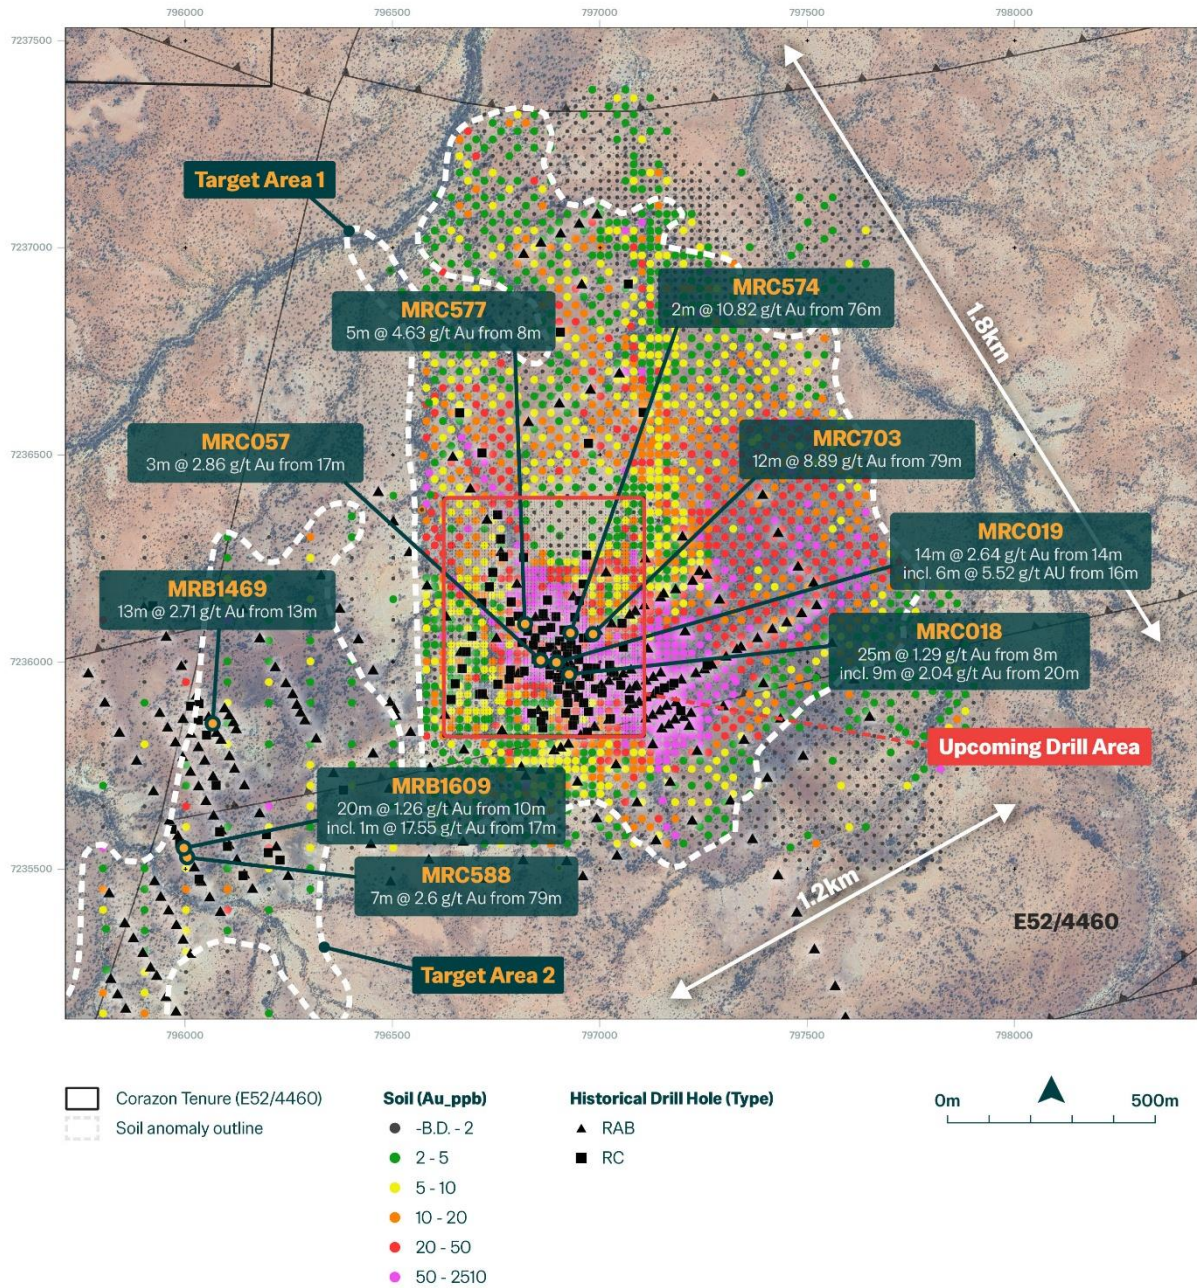 796000
796500
797000
797500
798000
7237500
7237000
7236500
7236000
7235500
Target Area 1
MRC577
5m @ 4.63 g/t Au from 8m
MRC574
2m @ 10.82 g/t Au from 76m
1.8km
MRC057
3m @ 2.86 g/t Au from 17m
MRC703
12m @ 8.89 g/t Au from 79m
MRC019
14m @ 2.64 g/t Au from 14m
incl. 6m @ 5.52 g/t AU from 16m
MRB1469
13m @ 2.71 g/t Au from 13m
MRC018
25m @ 1.29 g/t Au from 8m
incl. 9m @ 2.04 g/t Au from 20m
Upcoming Drill Area
MRB1609
20m @ 1.26 g/t Au from 10m
incl. 1m @ 17.55 g/t Au from 17m
MRC588
7m @ 2.6 g/t Au from 79m
1.2km
E52/4460
Target Area 2
796000
796500
797000
797500
798000
Corazon Tenure (E52/4460)
Soil anomaly outline
Soil (Au_ppb)
-B.D. - 2
2 - 5
5 - 10
10 - 20
20 - 50
50 - 2510
Historical Drill Hole (Type)
RAB
RC
0m
500m